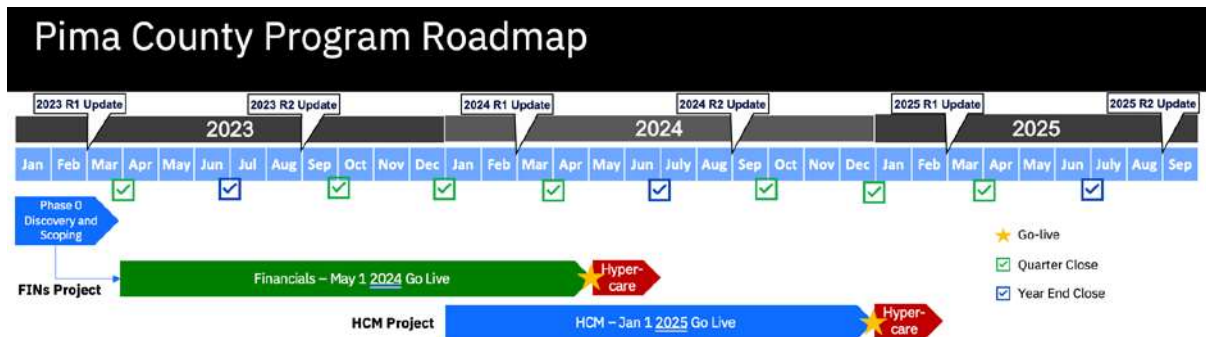 Pima County Program Roadmap
2023 R1 Update
2023 R2 Update
2024 R1 Update
2024 R2 Update
2025 R1 Update
2025 R2 Update
2023
2024
2025
Jan Feb Mar Apr May Jun Jul Aug Sep Oct Nov Dec Jan Feb Mar Apr May Jun July Aug Sep Oct Nov Dec Jan Feb Mar Apr May Jun July Aug Sep
Phase 0
Discovery and
Scoping
Go-live
Quarter Close
Year End Close
FINs Project
Financials – May 1 2024 Go Live
Hyper-
care
HCM Project
HCM – Jan 1 2025 Go Live
Hyper-
care